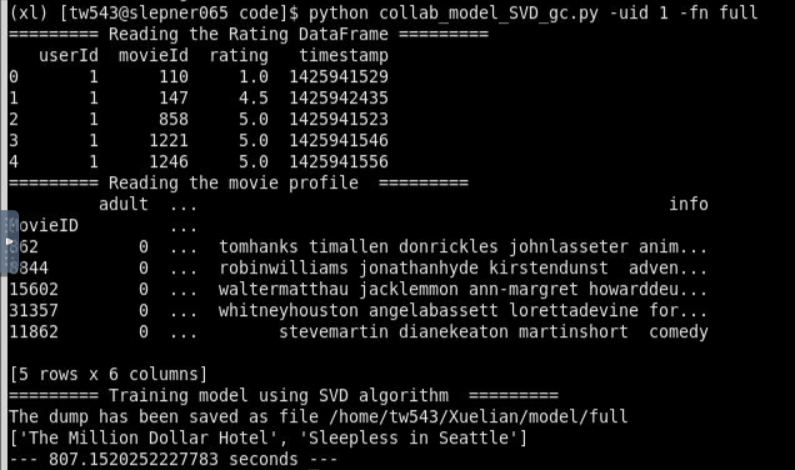 (xl) [tw543@slepner065 code]$ python collab_model_SVD_gc.py -uid 1 -fn full
========= Reading the Rating DataFrame =========
   userId  movieId  rating   timestamp
0       1      110     1.0  1425941529
1       1      147     4.5  1425942435
2       1      858     5.0  1425941523
3       1     1221     5.0  1425941546
4       1     1246     5.0  1425941556
========= Reading the movie profile  =========
         adult  ...                                               info
movieID         ...
862          0  ...  tomhanks timallen donrickles johnlasseter anim...
8844         0  ...  robinwilliams jonathanhyde kirstendunst  adven...
15602        0  ...  waltermatthau jacklemmon ann-margret howarddeu...
31357        0  ...  whitneyhouston angelabassett lorettadevine for...
11862        0  ...        stevemartin dianekeaton martinshort  comedy
[5 rows x 6 columns]
========= Training model using SVD algorithm  =========
The dump has been saved as file /home/tw543/Xuelian/model/full
['The Million Dollar Hotel', 'Sleepless in Seattle']
--- 807.1520252227783 seconds ---